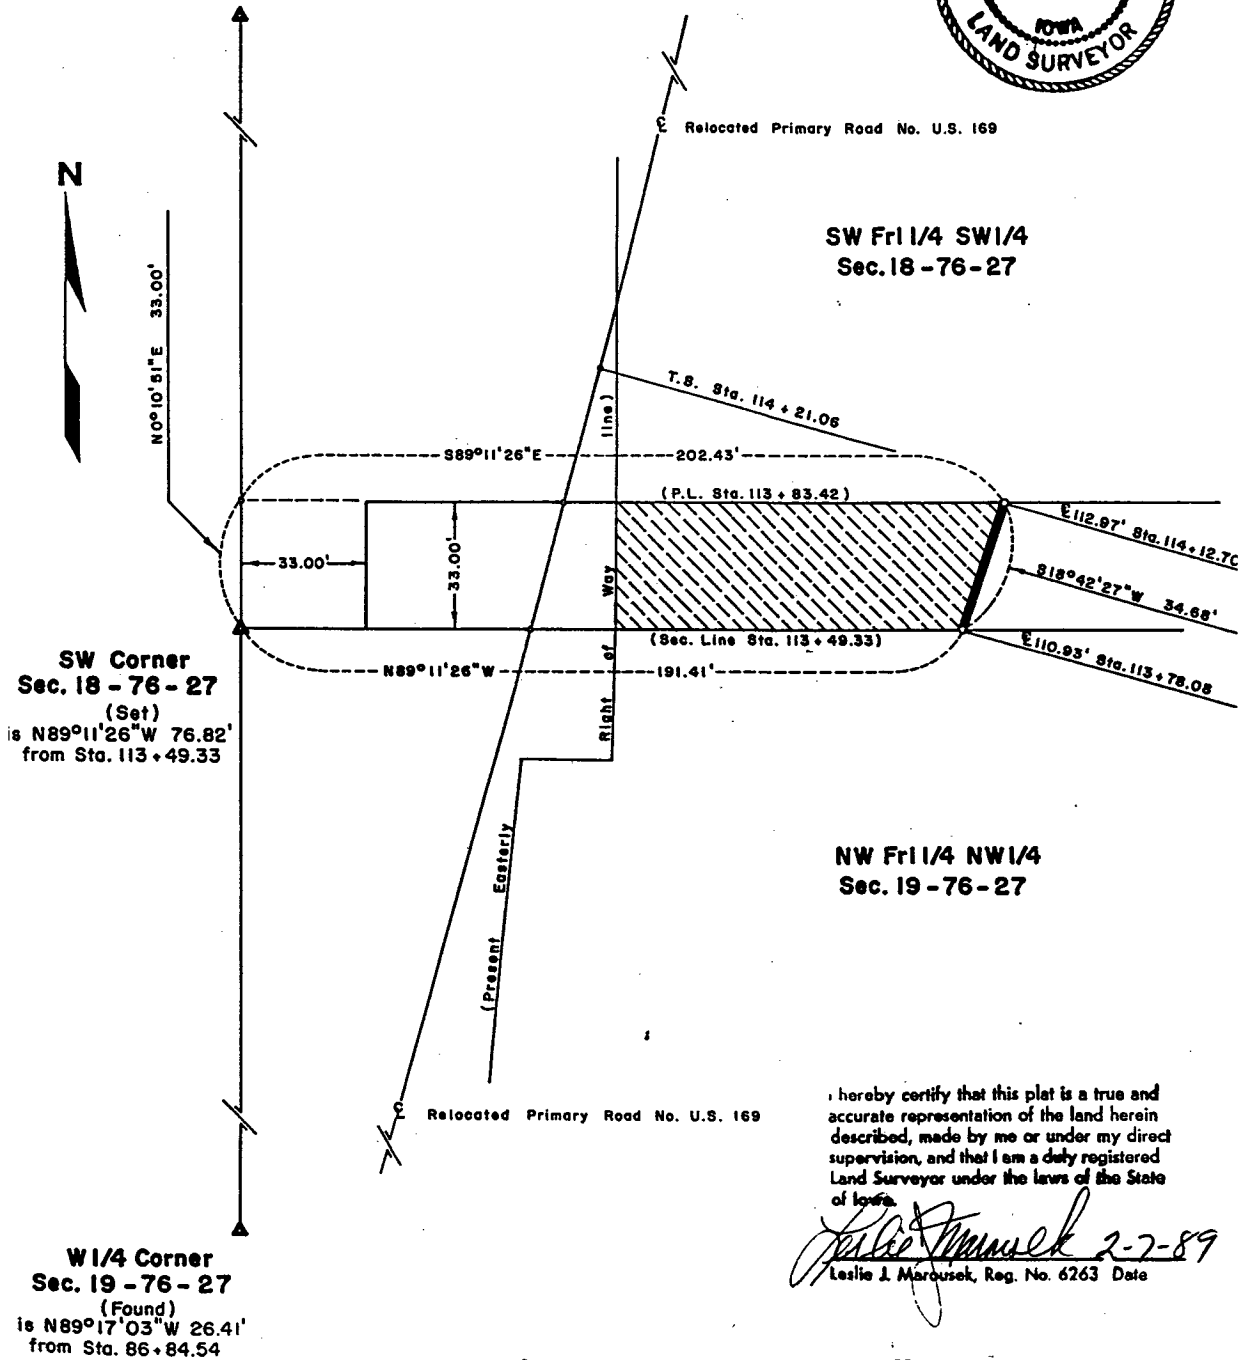 IOWA
LAND SURVEYOR
℄ Relocated Primary Road No. U.S. 169
N
SW Frl 1/4 SW1/4
Sec. 18-76-27
N0°10'51"E 33.00'
T.S. Sta. 114+21.06
S89°11'26"E 202.43'
(P.L. Sta. 113+83.42)
℄112.97' Sta. 114+12.70
33.00'
33.00'
S18°42'27"W 34.68'
(Sec. Line Sta. 113+49.33)
℄110.93' Sta. 113+78.08
N89°11'26"W 191.41'
(Present Easterly Right of Way line)
SW Corner
Sec. 18-76-27
(Set)
is N89°11'26"W 76.82'
from Sta. 113+49.33
NW Frl 1/4 NW1/4
Sec. 19-76-27
℄ Relocated Primary Road No. U.S. 169
I hereby certify that this plat is a true and
accurate representation of the land herein
described, made by me or under my direct
supervision, and that I am a duly registered
Land Surveyor under the laws of the State
of Iowa.
Leslie J Marousek 2-7-89
Leslie J. Marousek, Reg. No. 6263 Date
W1/4 Corner
Sec. 19-76-27
(Found)
is N89°17'03"W 26.41'
from Sta. 86+84.54